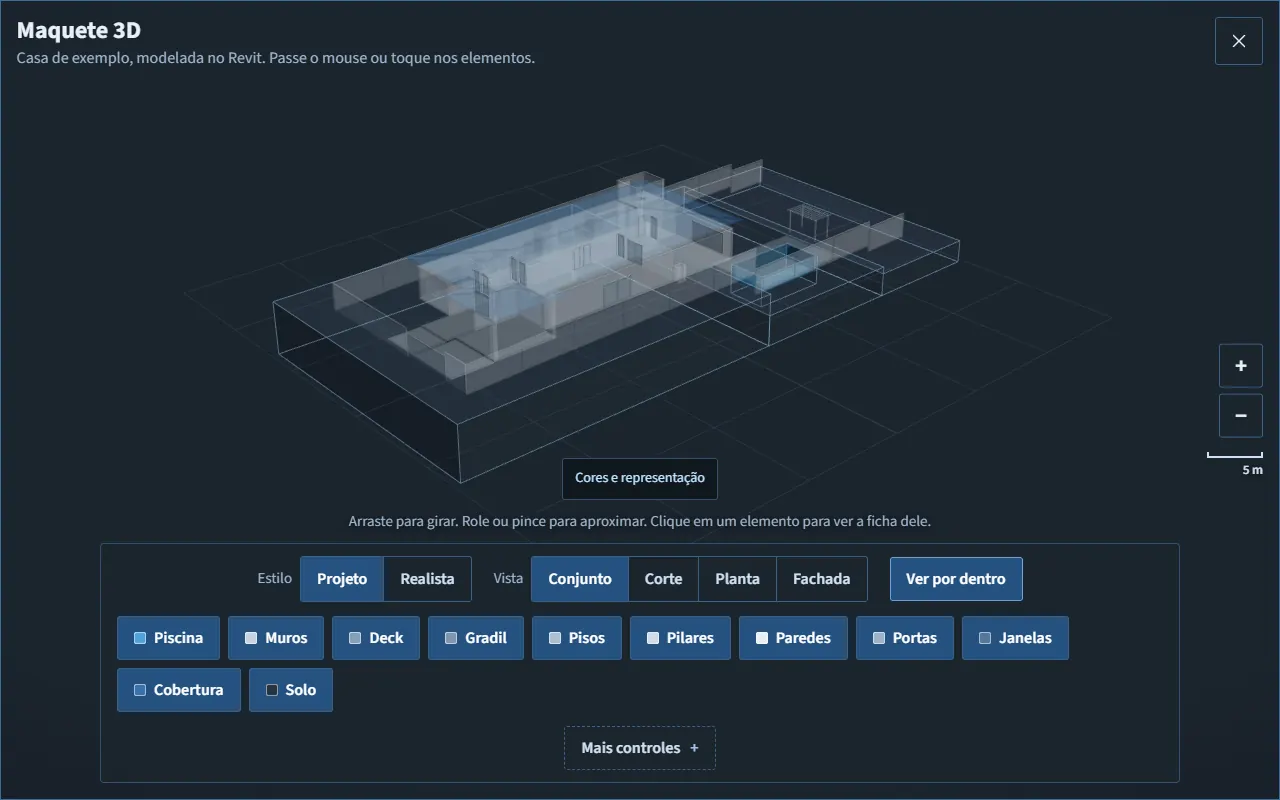 Maquete 3D
Casa de exemplo, modelada no Revit. Passe o mouse ou toque nos elementos.
+
−
5 m
Cores e representação
Arraste para girar. Role ou pince para aproximar. Clique em um elemento para ver a ficha dele.
Estilo Projeto Realista Vista Conjunto Corte Planta Fachada Ver por dentro
Piscina Muros Deck Gradil Pisos Pilares Paredes Portas Janelas
Cobertura Solo
Mais controles +